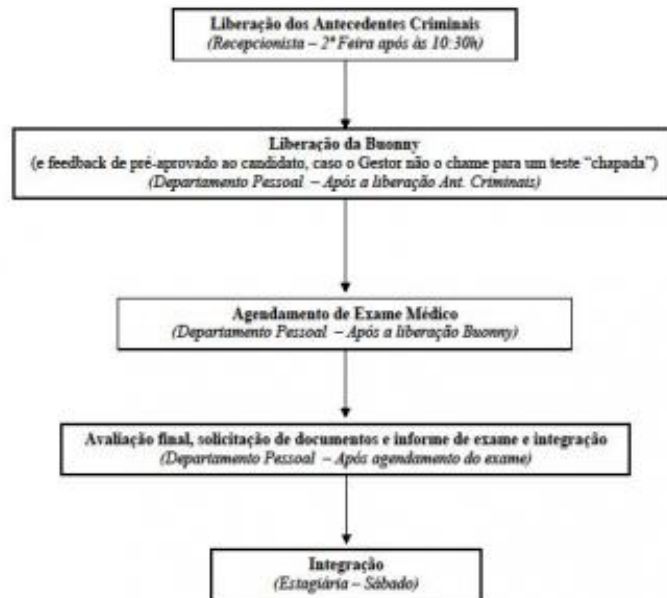 Liberação dos Antecedentes Criminais
(Recepcionista – 2ª Feira após às 10:30h)
Liberação da Buonny
(e feedback de pré-aprovado ao candidato, caso o Gestor não o chame para um teste “chapada”)
(Departamento Pessoal – Após a liberação Ant. Criminais)
Agendamento de Exame Médico
(Departamento Pessoal – Após a liberação Buonny)
Avaliação final, solicitação de documentos e informe de exame e integração
(Departamento Pessoal – Após agendamento do exame)
Integração
(Estagiária – Sábado)